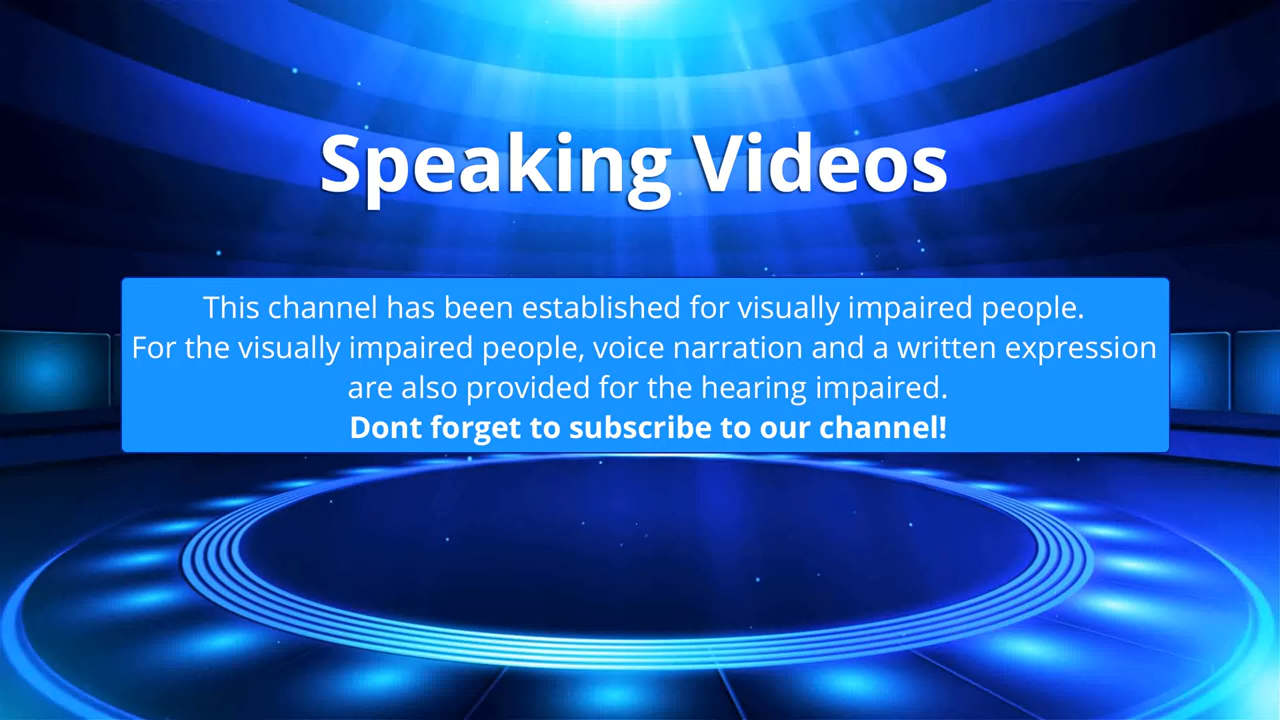 Speaking Videos
This channel has been established for visually impaired people.
For the visually impaired people, voice narration and a written expression
are also provided for the hearing impaired.
Dont forget to subscribe to our channel!